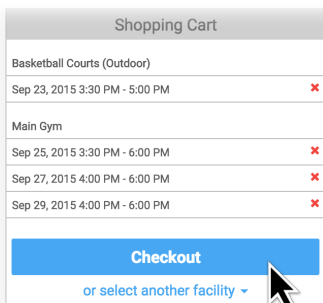 Shopping Cart
Basketball Courts (Outdoor)
Sep 23, 2015 3:30 PM - 5:00 PM
Main Gym
Sep 25, 2015 3:30 PM - 6:00 PM
Sep 27, 2015 4:00 PM - 6:00 PM
Sep 29, 2015 4:00 PM - 6:00 PM
Checkout
or select another facility